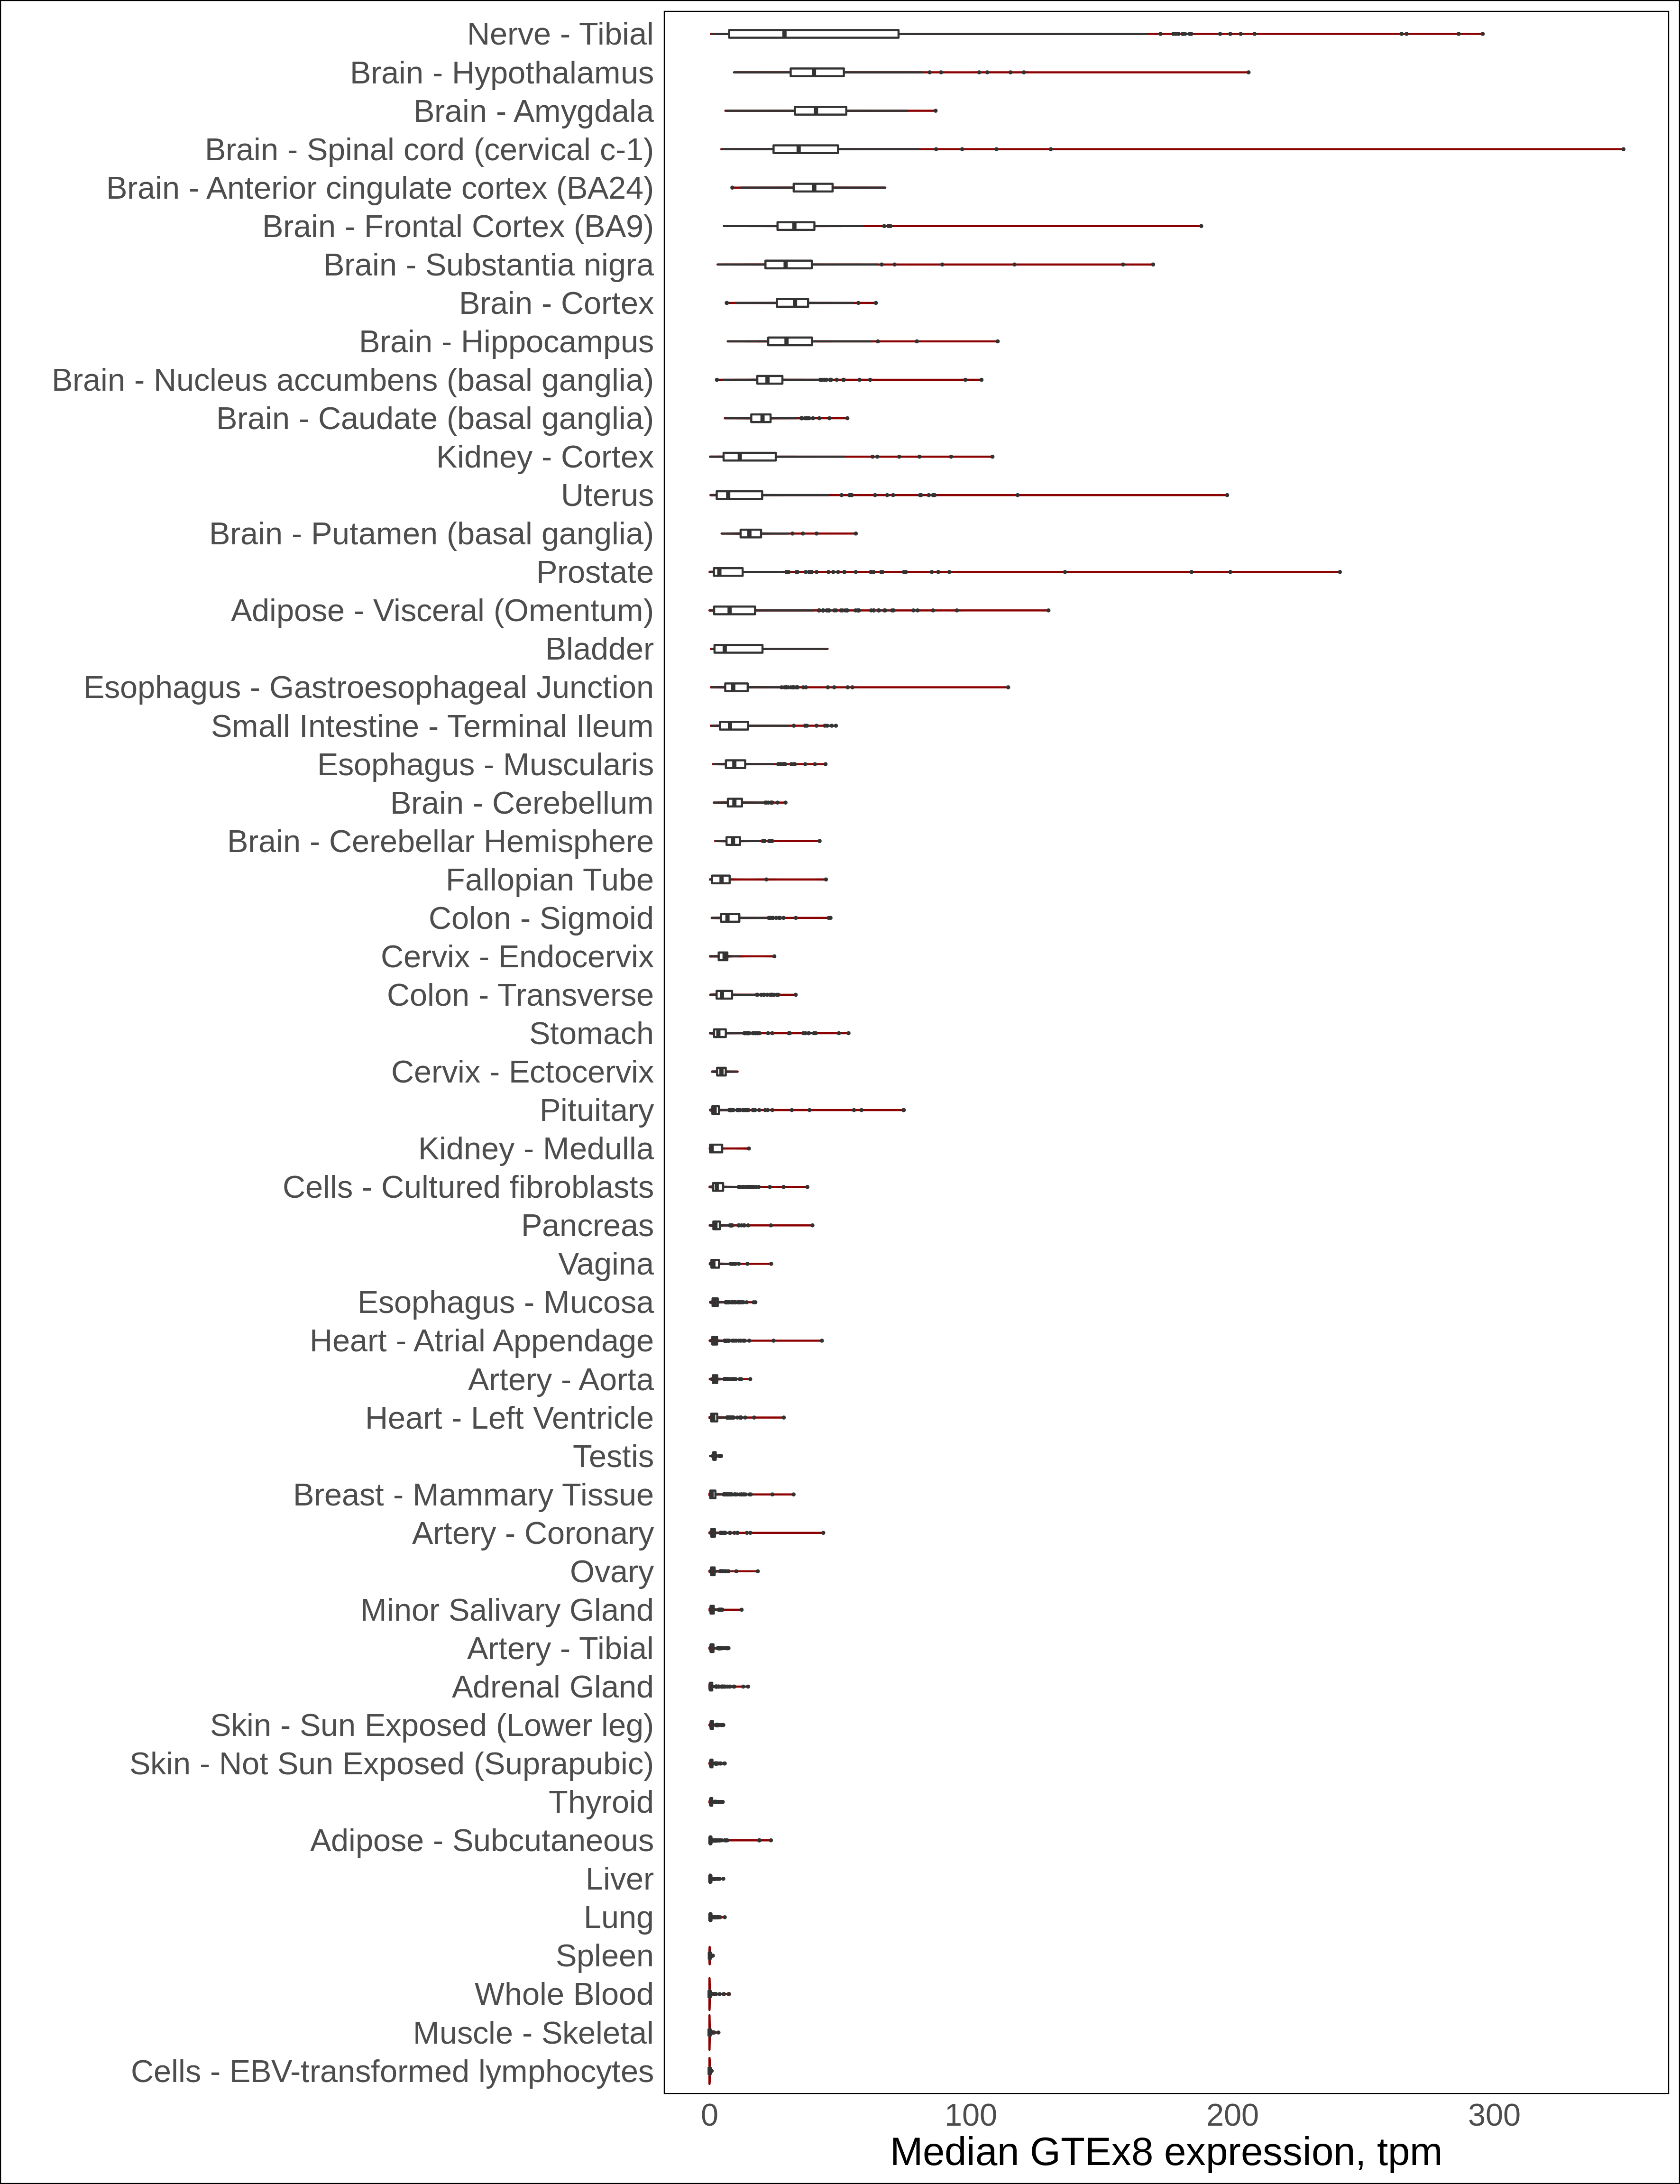 Nerve - Tibial
Brain - Hypothalamus
Brain - Amygdala
Brain - Spinal cord (cervical c-1)
Brain - Anterior cingulate cortex (BA24)
Brain - Frontal Cortex (BA9)
Brain - Substantia nigra
Brain - Cortex
Brain - Hippocampus
Brain - Nucleus accumbens (basal ganglia)
Brain - Caudate (basal ganglia)
Kidney - Cortex
Uterus
Brain - Putamen (basal ganglia)
Prostate
Adipose - Visceral (Omentum)
Bladder
Esophagus - Gastroesophageal Junction
Small Intestine - Terminal Ileum
Esophagus - Muscularis
Brain - Cerebellum
Brain - Cerebellar Hemisphere
Fallopian Tube
Colon - Sigmoid
Cervix - Endocervix
Colon - Transverse
Stomach
Cervix - Ectocervix
Pituitary
Kidney - Medulla
Cells - Cultured fibroblasts
Pancreas
Vagina
Esophagus - Mucosa
Heart - Atrial Appendage
Artery - Aorta
Heart - Left Ventricle
Testis
Breast - Mammary Tissue
Artery - Coronary
Ovary
Minor Salivary Gland
Artery - Tibial
Adrenal Gland
Skin - Sun Exposed (Lower leg)
Skin - Not Sun Exposed (Suprapubic)
Thyroid
Adipose - Subcutaneous
Liver
Lung
Spleen
Whole Blood
Muscle - Skeletal
Cells - EBV-transformed lymphocytes
0 100 200 300
Median GTEx8 expression, tpm